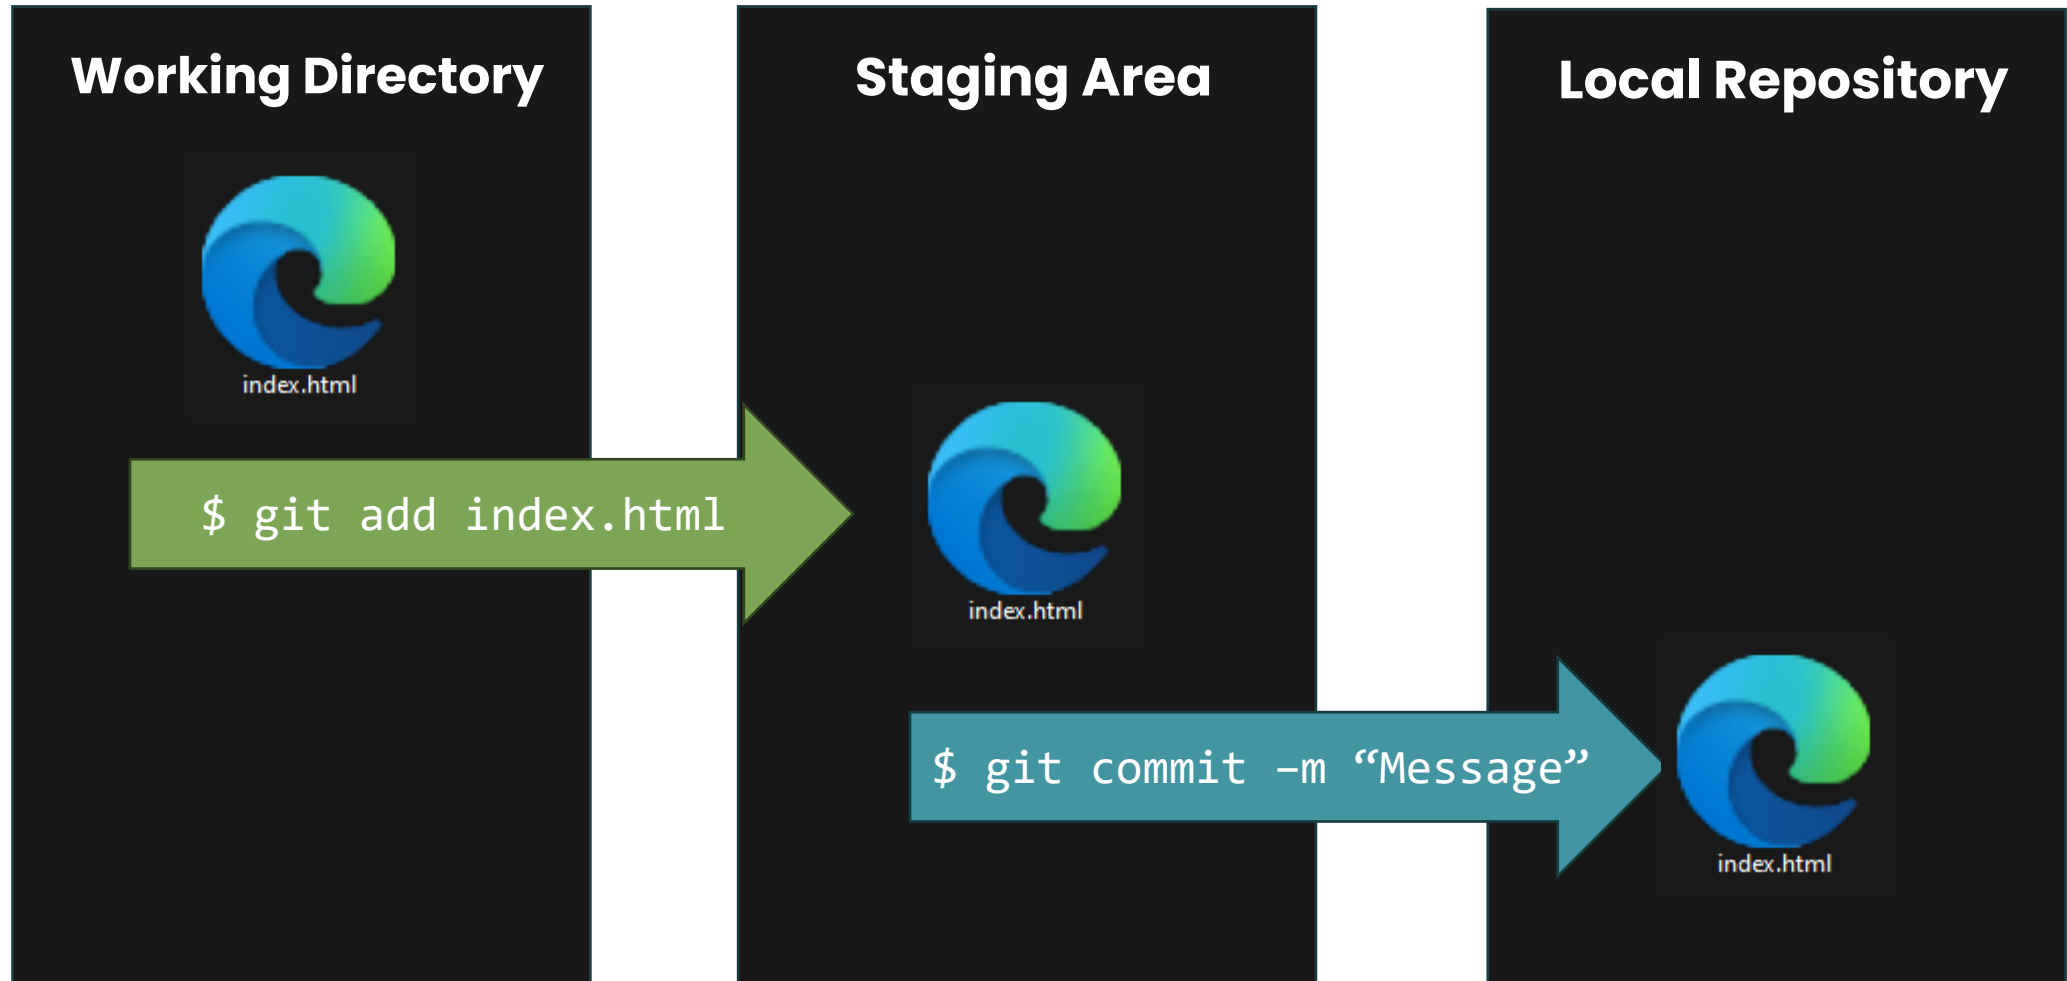 Working Directory
Staging Area
Local Repository
index.html
$ git add index.html
index.html
$ git commit –m “Message”
index.html